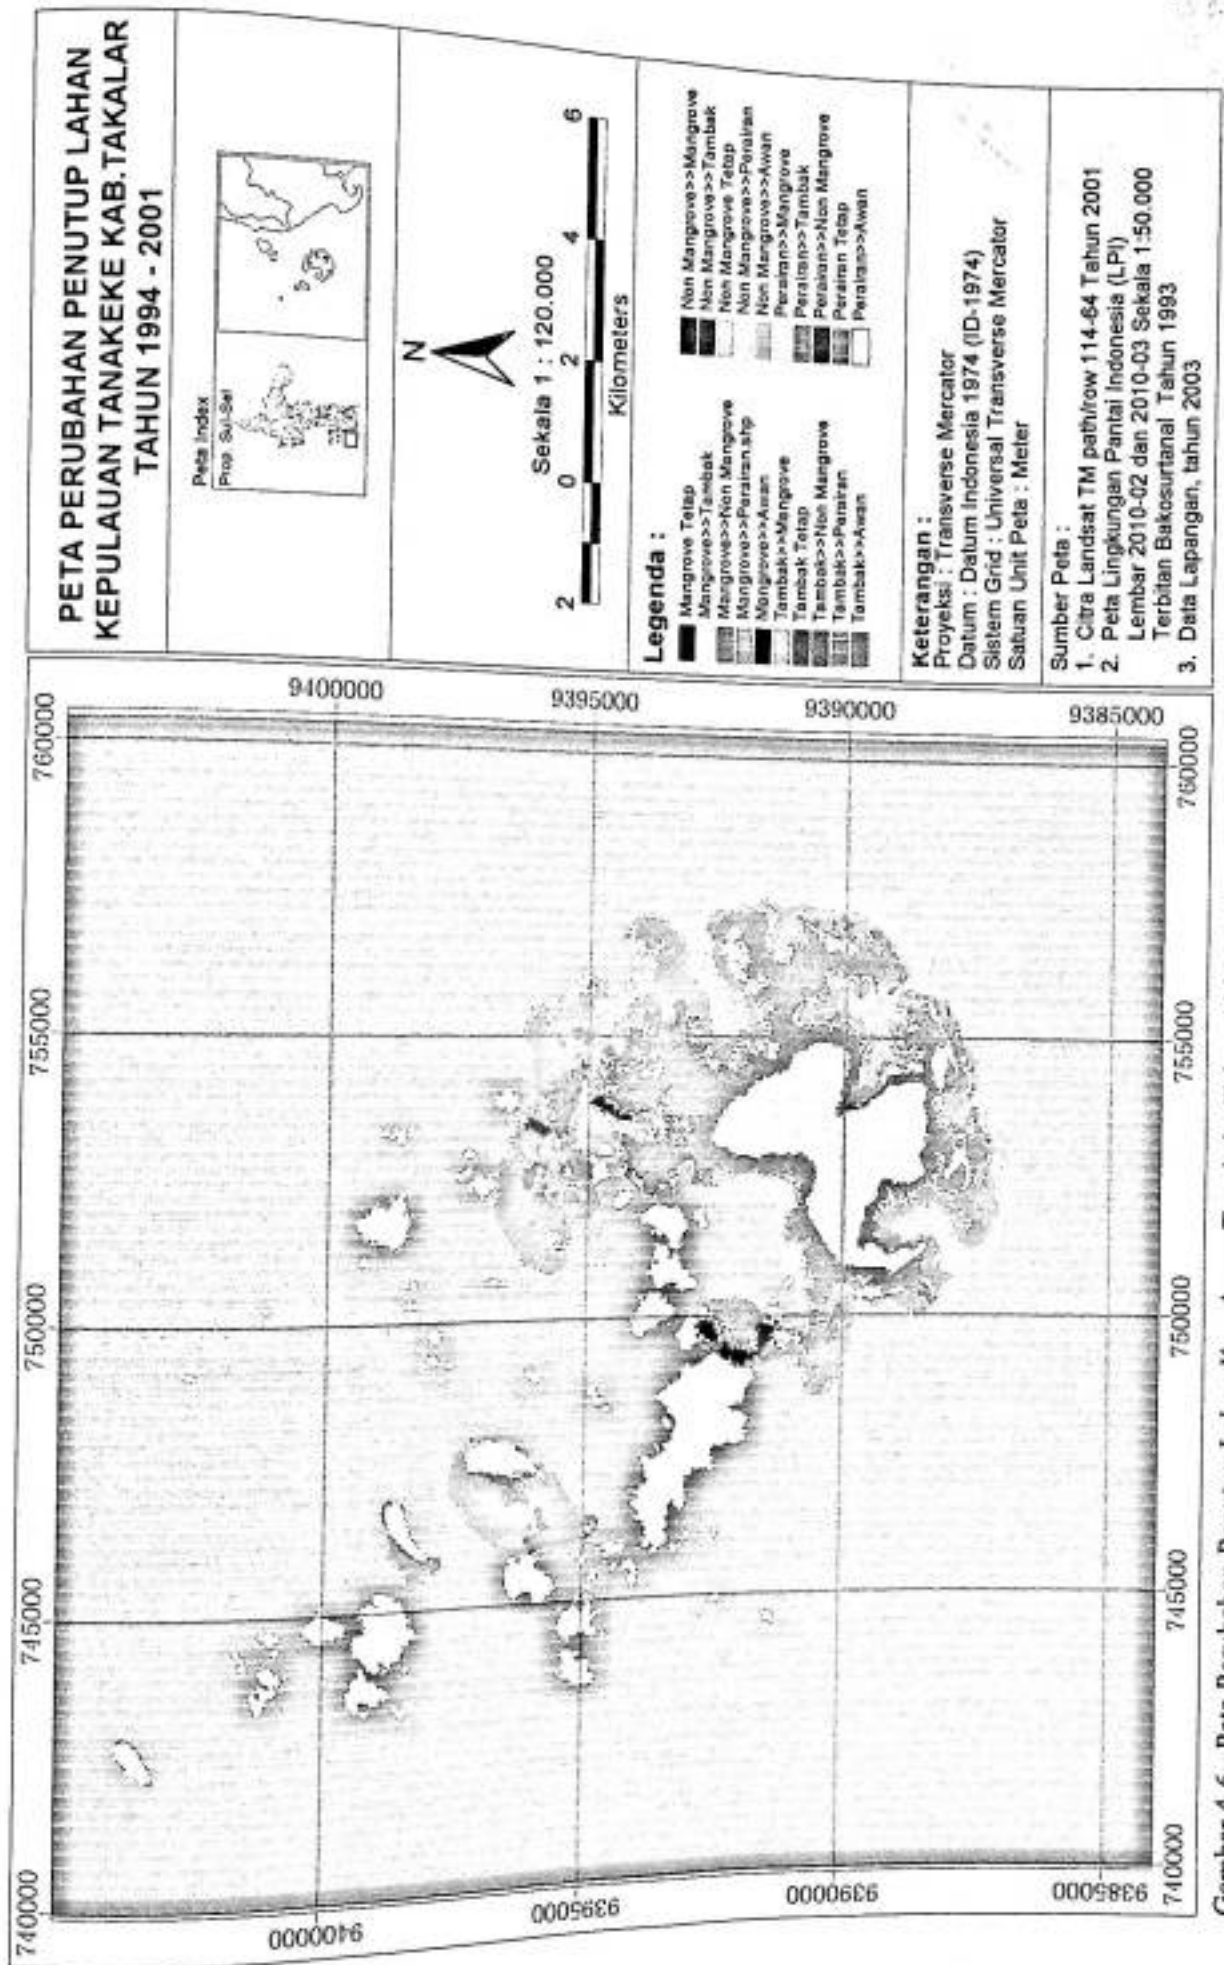 PETA PERUBAHAN PENUTUP LAHAN
KEPULAUAN TANAKEKE KAB.TAKALAR
TAHUN 1994 - 2001
Peta Index
Prop. Sul-Sel
N
Sekala 1 : 120.000
2 0 2 4 6
Kilometers
Legenda :
Mangrove Tetap
Mangrove>>Tambak
Mangrove>>Non Mangrove
Mangrove>>Perairan.shp
Mangrove>>Awan
Tambak>>Mangrove
Tambak Tetap
Tambak>>Non Mangrove
Tambak>>Perairan
Tambak>>Awan
Non Mangrove>>Mangrove
Non Mangrove>>Tambak
Non Mangrove Tetap
Non Mangrove>>Perairan
Non Mangrove>>Awan
Perairan>>Mangrove
Perairan>>Tambak
Perairan>>Non Mangrove
Perairan Tetap
Perairan>>Awan
Keterangan :
Proyeksi : Transverse Mercator
Datum : Datum Indonesia 1974 (ID-1974)
Sistem Grid : Universal Transverse Mercator
Satuan Unit Peta : Meter
Sumber Peta :
1. Citra Landsat TM path/row 114-64 Tahun 2001
2. Peta Lingkungan Pantai Indonesia (LPI)
Lembar 2010-02 dan 2010-03 Sekala 1:50.000
Terbitan Bakosurtanal Tahun 1993
3. Data Lapangan, tahun 2003
740000 745000 750000 755000 760000
9400000
9395000
9390000
9385000
9400000
9395000
9390000
9385000
740000 745000 750000 755000 760000
Gambar 4.6. Peta Perubahan